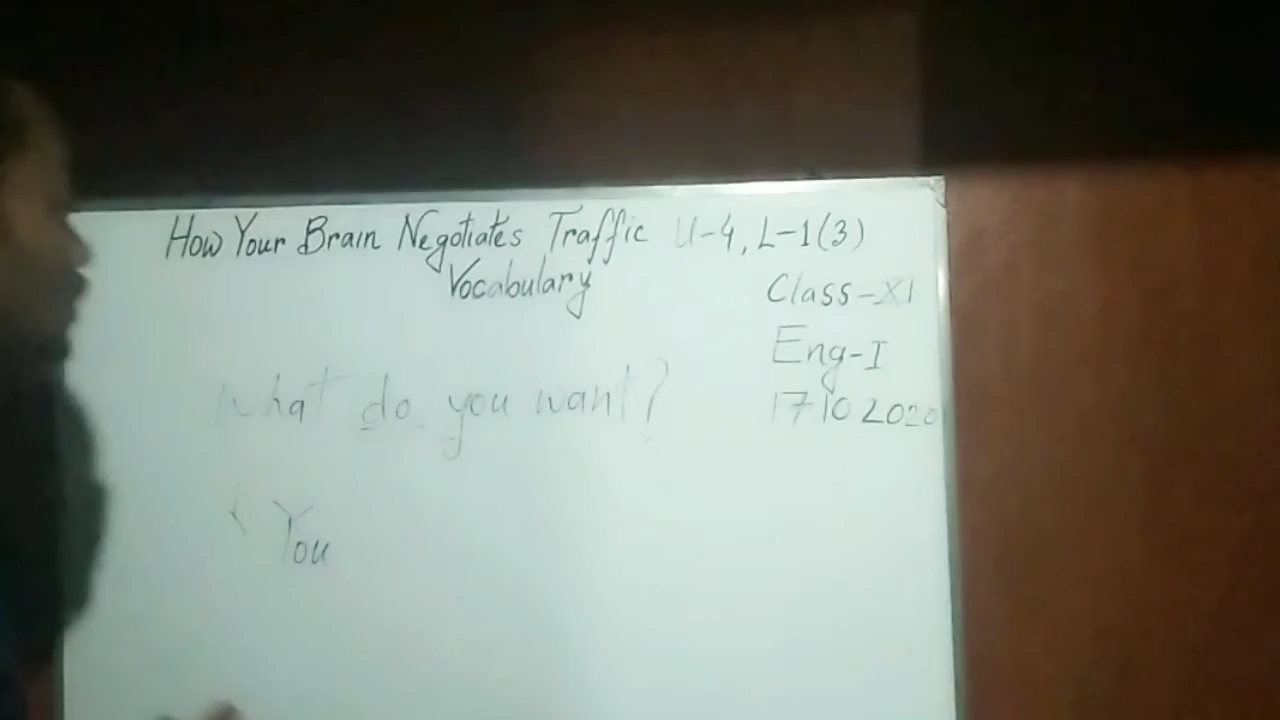 How Your Brain Negotiates Traffic U-4, L-1(3)
Vocabulary
Class-XI
Eng-I
17 10 2020
What do you want?
You